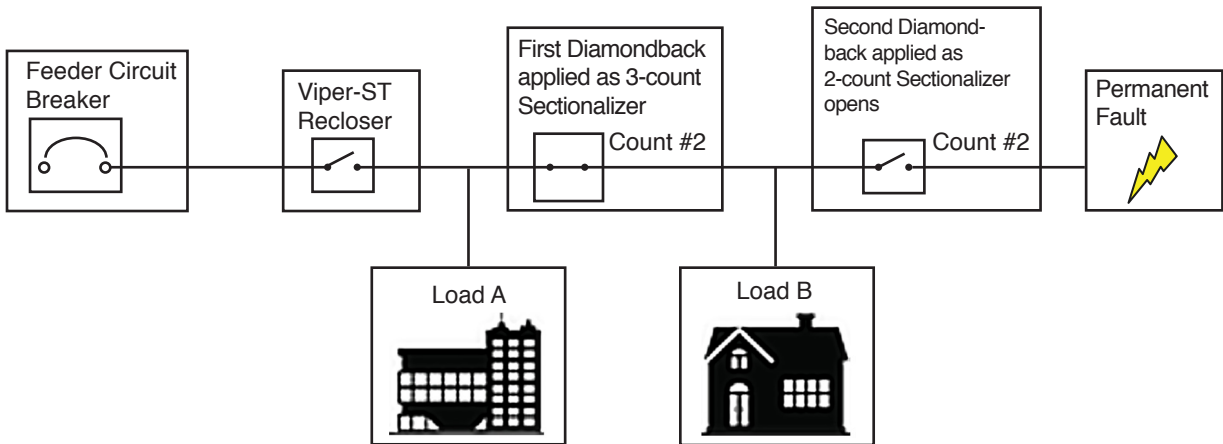 Feeder Circuit
Breaker
Viper-ST
Recloser
First Diamondback
applied as 3-count
Sectionalizer
Count #2
Second Diamond-
back applied as
2-count Sectionalizer
opens
Count #2
Permanent
Fault
Load A
Load B